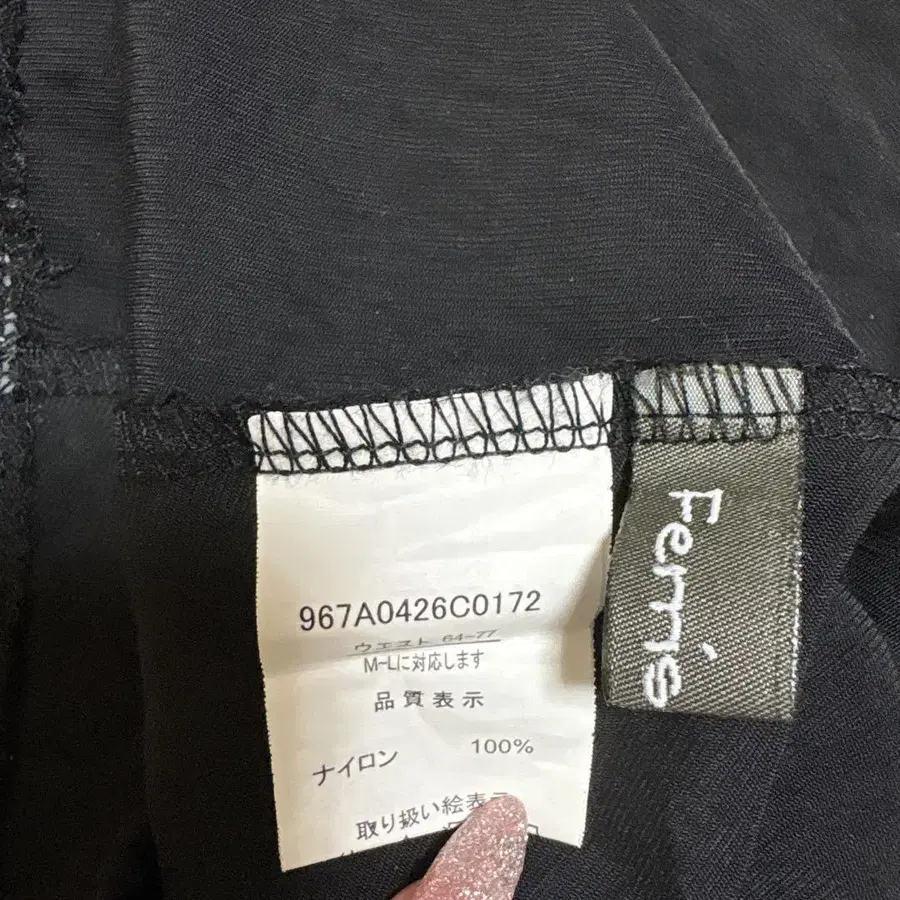 967A0426C0172
ウエスト 64-77
M-Lに対応します
品質表示
ナイロン 100%
取り扱い絵表示
Ferri's